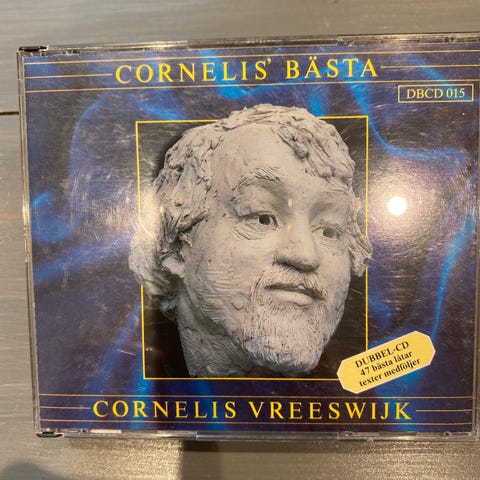 CORNELIS' BÄSTA
DBCD 015
DUBBEL-CD
47 bästa låtar
texter medföljer
CORNELIS VREESWIJK